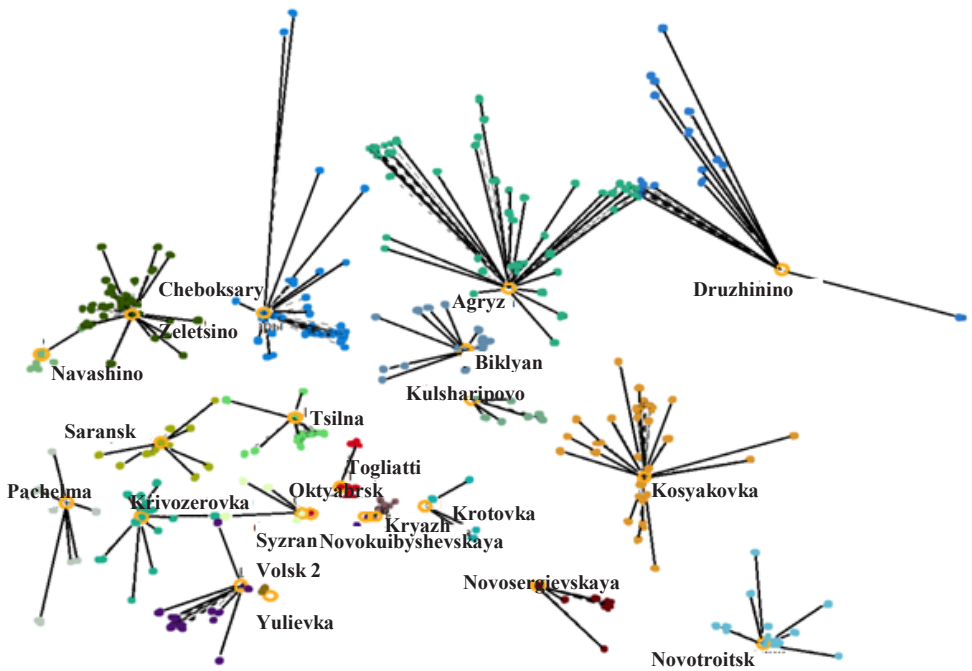 Cheboksary
Druzhinino
Agryz
Zeletsino
Navashino
Biklyan
Kulsharipovo
Tsilna
Saransk
Togliatti
Pachelma
Krivozerovka
Oktyabrsk
Kosyakovka
Krotovka
Kryazh
Syzran
Novokuibyshevskaya
Volsk 2
Novosergievskaya
Yulievka
Novotroitsk